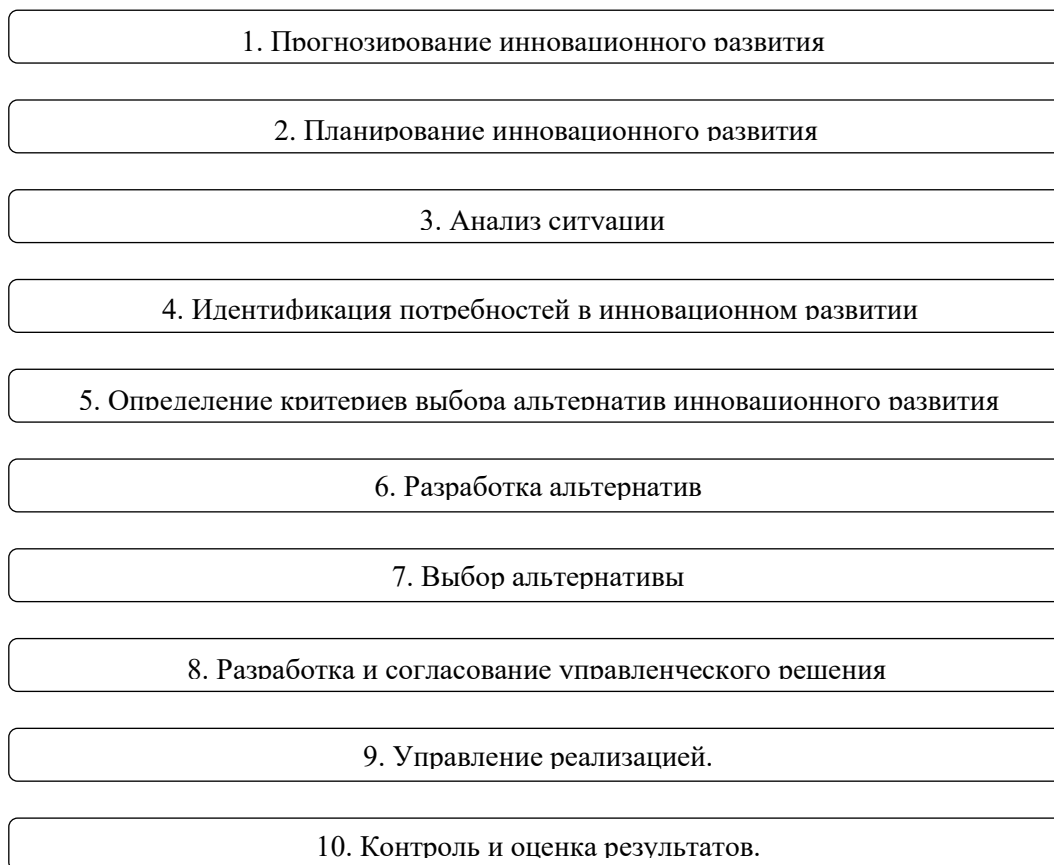 1. Прогнозирование инновационного развития
2. Планирование инновационного развития
3. Анализ ситуации
4. Идентификация потребностей в инновационном развитии
5. Определение критериев выбора альтернатив инновационного развития
6. Разработка альтернатив
7. Выбор альтернативы
8. Разработка и согласование управленческого решения
9. Управление реализацией.
10. Контроль и оценка результатов.